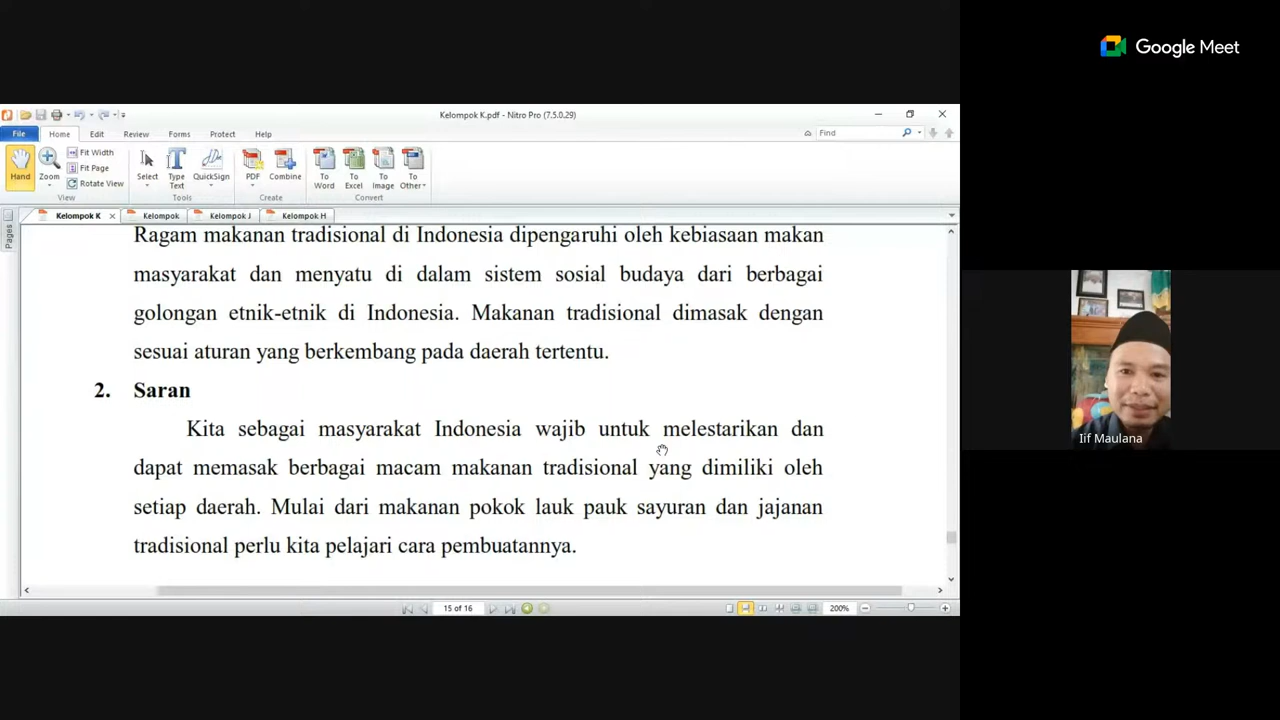 Google Meet
Kelompok K.pdf - Nitro Pro (7.5.0.29)
File Home Edit Review Forms Protect Help
Find
Hand
Zoom
Fit Width
Fit Page
Rotate View
View
Select
Type Text
QuickSign
Tools
PDF
Combine
Create
To Word
To Excel
To Image
To Other
Convert
Pages
Kelompok K Kelompok Kelompok J Kelompok H
Ragam makanan tradisional di Indonesia dipengaruhi oleh kebiasaan makan
masyarakat dan menyatu di dalam sistem sosial budaya dari berbagai
golongan etnik-etnik di Indonesia. Makanan tradisional dimasak dengan
sesuai aturan yang berkembang pada daerah tertentu.
2. Saran
Kita sebagai masyarakat Indonesia wajib untuk melestarikan dan
dapat memasak berbagai macam makanan tradisional yang dimiliki oleh
setiap daerah. Mulai dari makanan pokok lauk pauk sayuran dan jajanan
tradisional perlu kita pelajari cara pembuatannya.
15 of 16
200%
Iif Maulana